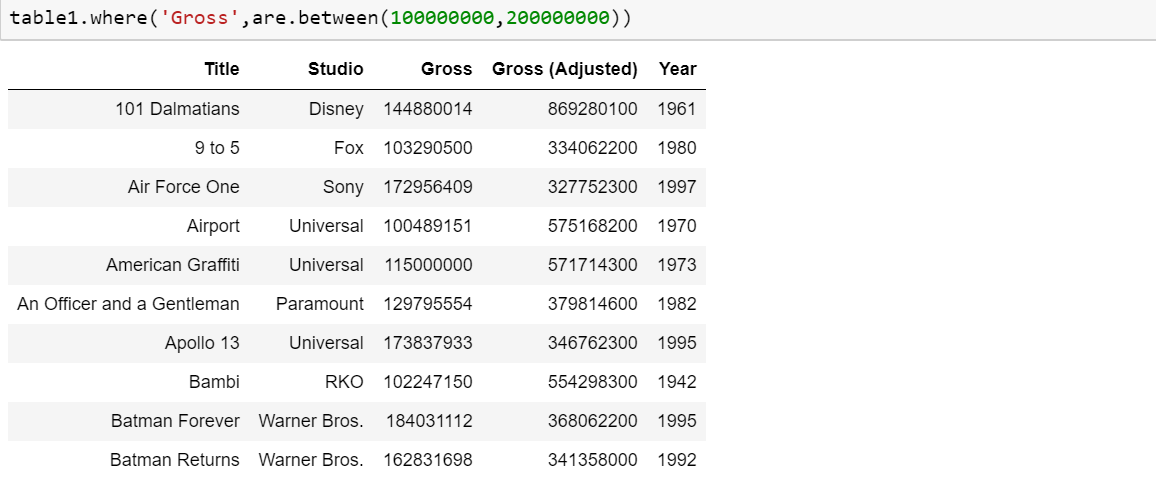 table1.where('Gross',are.between(100000000,200000000))
Title Studio Gross Gross (Adjusted) Year
101 Dalmatians Disney 144880014 869280100 1961
9 to 5 Fox 103290500 334062200 1980
Air Force One Sony 172956409 327752300 1997
Airport Universal 100489151 575168200 1970
American Graffiti Universal 115000000 571714300 1973
An Officer and a Gentleman Paramount 129795554 379814600 1982
Apollo 13 Universal 173837933 346762300 1995
Bambi RKO 102247150 554298300 1942
Batman Forever Warner Bros. 184031112 368062200 1995
Batman Returns Warner Bros. 162831698 341358000 1992